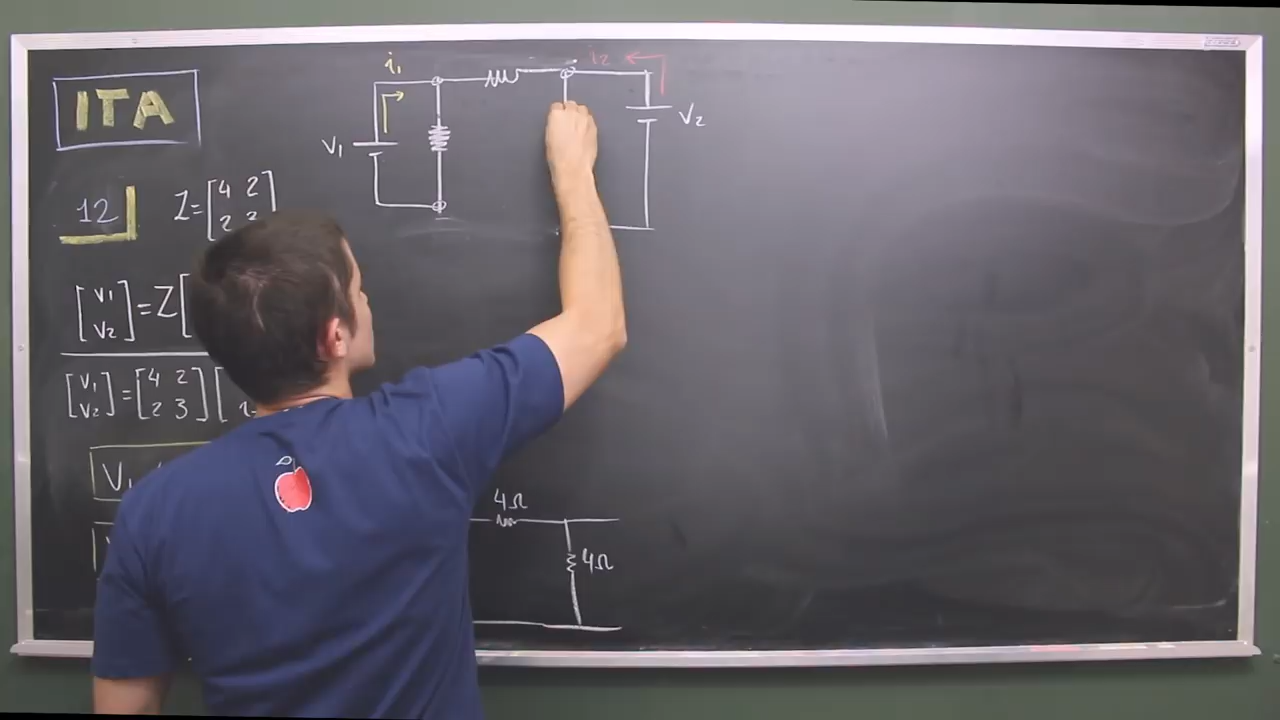 ITA
i₁
i₂
V₁
V₂
12
Z=[4 2
2
[V₁
V₂]=Z[
[V₁
V₂]=[4 2
2 3][
V₁
4Ω
4Ω